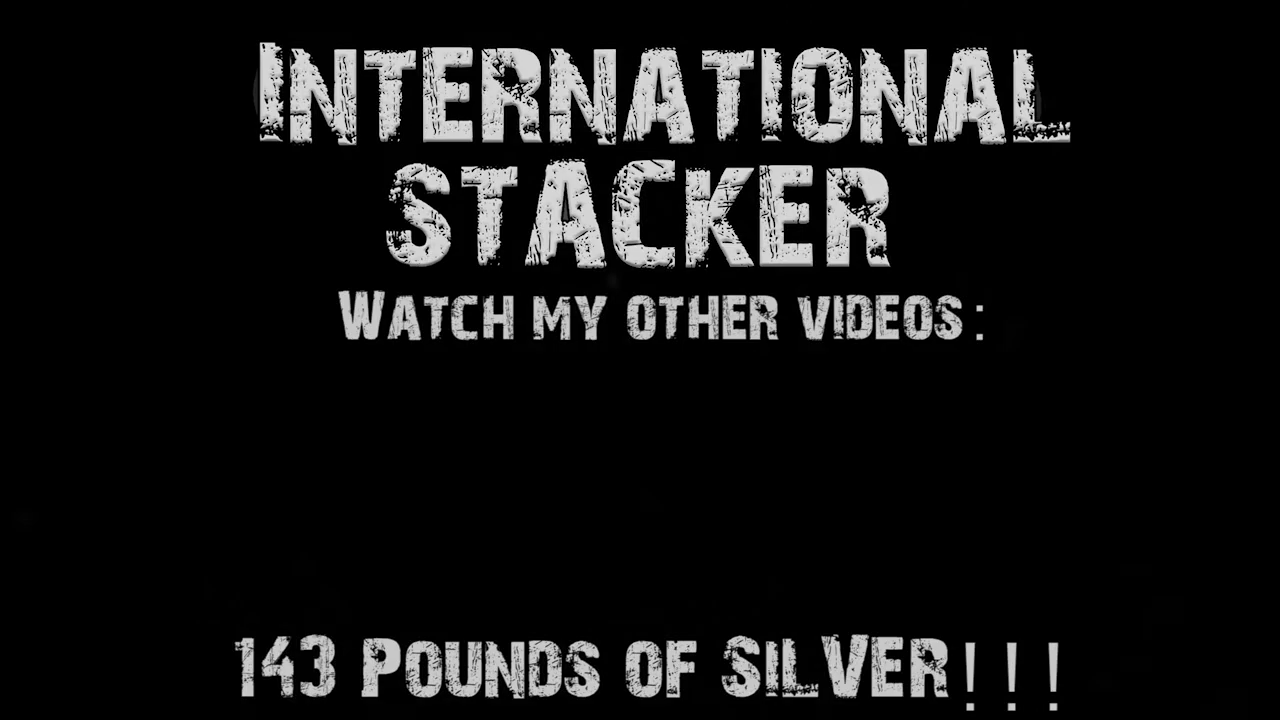 INTERNATIONAL
STACKER
WATCH MY OTHER VIDEOS:
143 POUNDS OF SILVER!!!